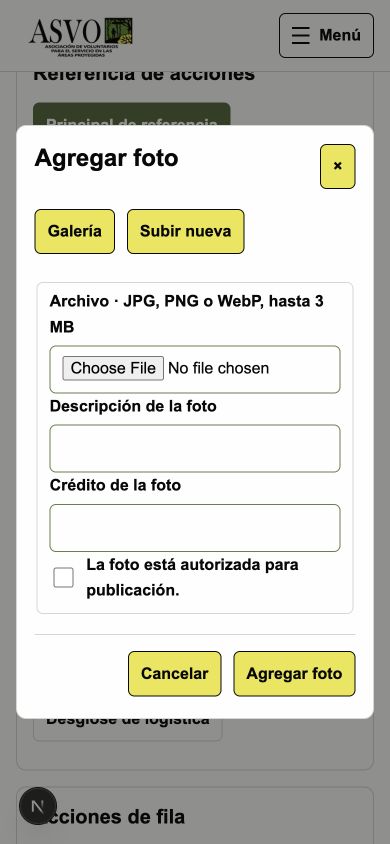 ASVO
ASOCIACIÓN DE VOLUNTARIOS
PARA EL SERVICIO EN LAS
ÁREAS PROTEGIDAS
Menú
Referencia de acciones
Principal de referencia
Agregar foto
×
Galería
Subir nueva
Archivo · JPG, PNG o WebP, hasta 3
MB
Choose File No file chosen
Descripción de la foto
Crédito de la foto
La foto está autorizada para
publicación.
Cancelar
Agregar foto
Desglose de logística
N
cciones de fila